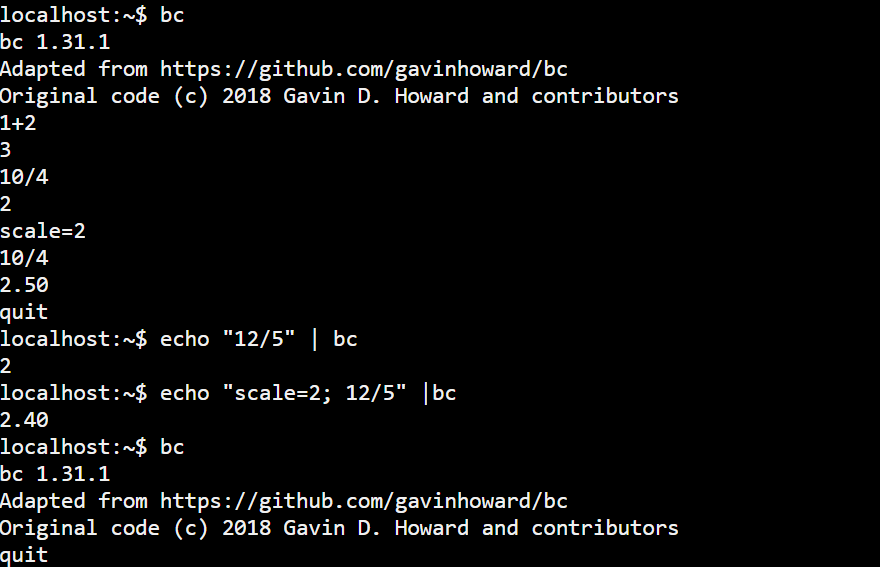 localhost:~$ bc
bc 1.31.1
Adapted from https://github.com/gavinhoward/bc
Original code (c) 2018 Gavin D. Howard and contributors
1+2
3
10/4
2
scale=2
10/4
2.50
quit
localhost:~$ echo "12/5" | bc
2
localhost:~$ echo "scale=2; 12/5" |bc
2.40
localhost:~$ bc
bc 1.31.1
Adapted from https://github.com/gavinhoward/bc
Original code (c) 2018 Gavin D. Howard and contributors
quit